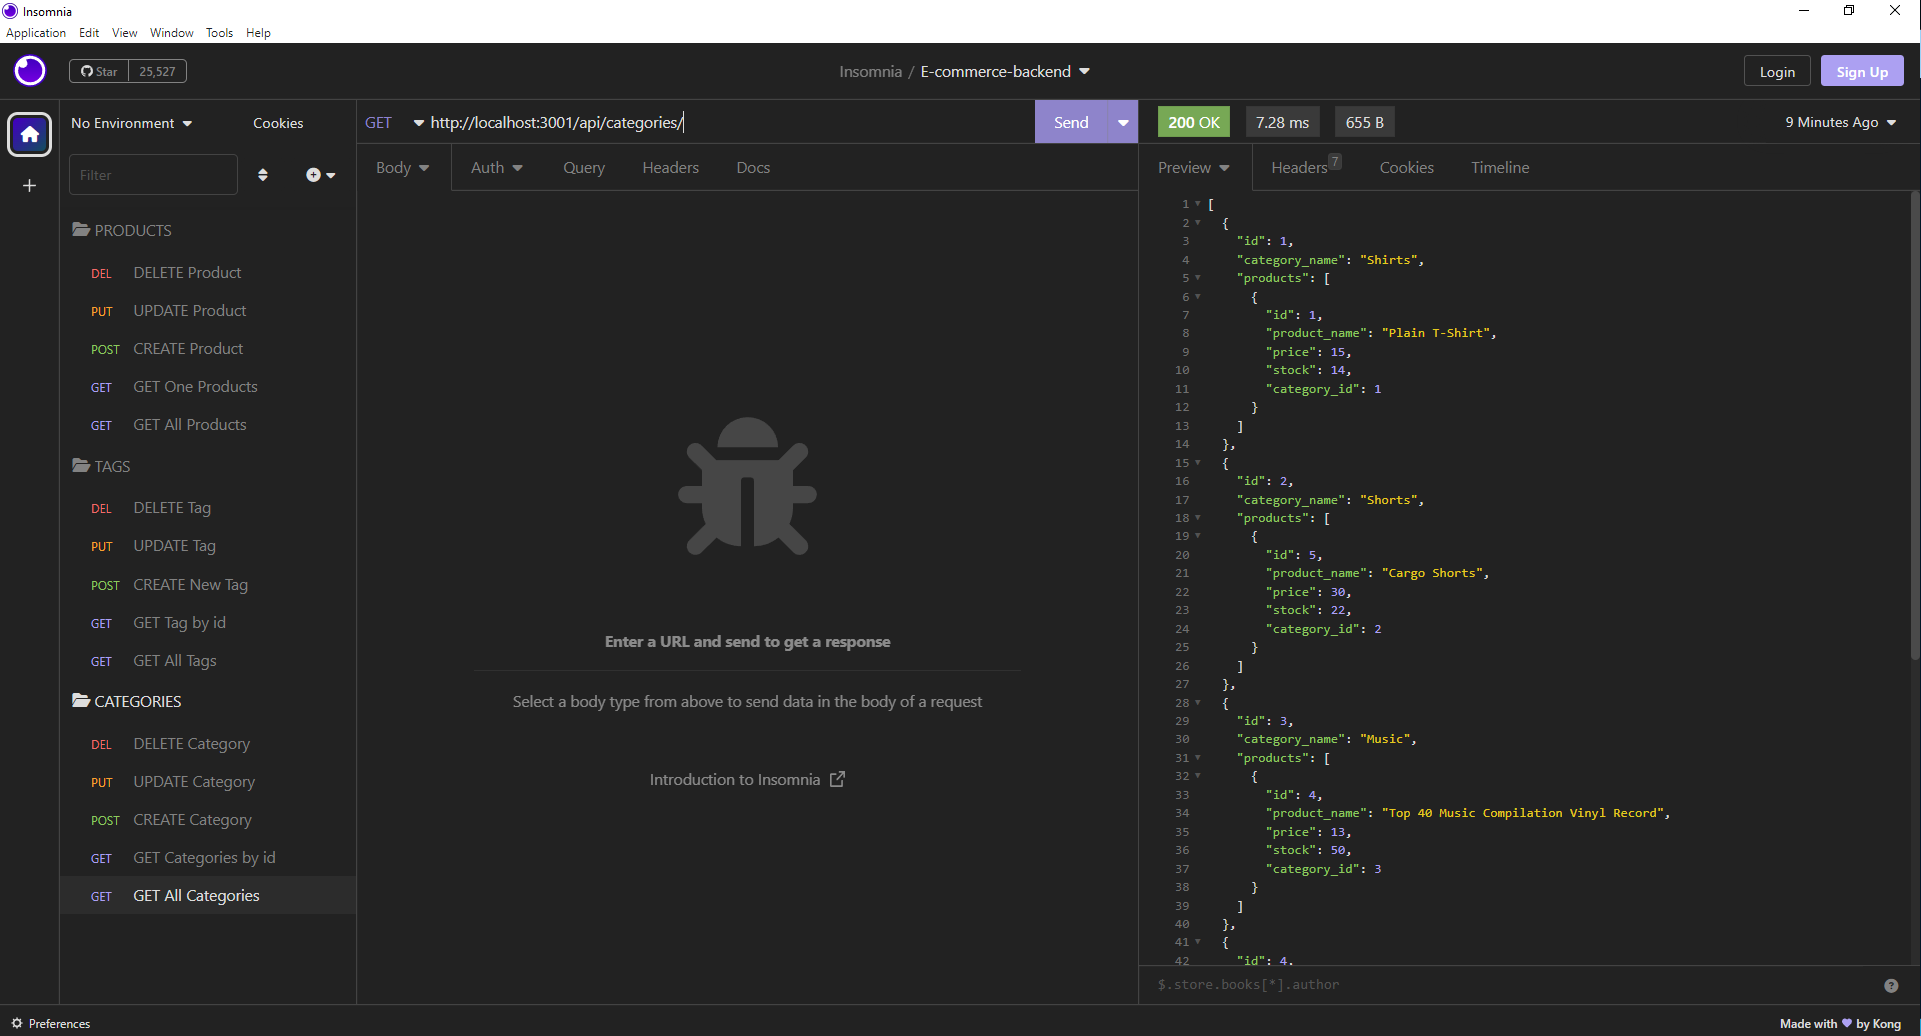 Insomnia
Application Edit View Window Tools Help
Star 25,527
Insomnia / E-commerce-backend
Login Sign Up
No Environment Cookies
Filter
PRODUCTS
DEL DELETE Product
PUT UPDATE Product
POST CREATE Product
GET GET One Products
GET GET All Products
TAGS
DEL DELETE Tag
PUT UPDATE Tag
POST CREATE New Tag
GET GET Tag by id
GET GET All Tags
CATEGORIES
DEL DELETE Category
PUT UPDATE Category
POST CREATE Category
GET GET Categories by id
GET GET All Categories
GET http://localhost:3001/api/categories/ Send
Body Auth Query Headers Docs
Enter a URL and send to get a response
Select a body type from above to send data in the body of a request
Introduction to Insomnia
200 OK 7.28 ms 655 B 9 Minutes Ago
Preview Headers 7 Cookies Timeline
1 [
2 {
3 "id": 1,
4 "category_name": "Shirts",
5 "products": [
6 {
7 "id": 1,
8 "product_name": "Plain T-Shirt",
9 "price": 15,
10 "stock": 14,
11 "category_id": 1
12 }
13 ]
14 },
15 {
16 "id": 2,
17 "category_name": "Shorts",
18 "products": [
19 {
20 "id": 5,
21 "product_name": "Cargo Shorts",
22 "price": 30,
23 "stock": 22,
24 "category_id": 2
25 }
26 ]
27 },
28 {
29 "id": 3,
30 "category_name": "Music",
31 "products": [
32 {
33 "id": 4,
34 "product_name": "Top 40 Music Compilation Vinyl Record",
35 "price": 13,
36 "stock": 50,
37 "category_id": 3
38 }
39 ]
40 },
41 {
42 "id": 4,
$.store.books[*].author ?
Preferences
Made with ♥ by Kong